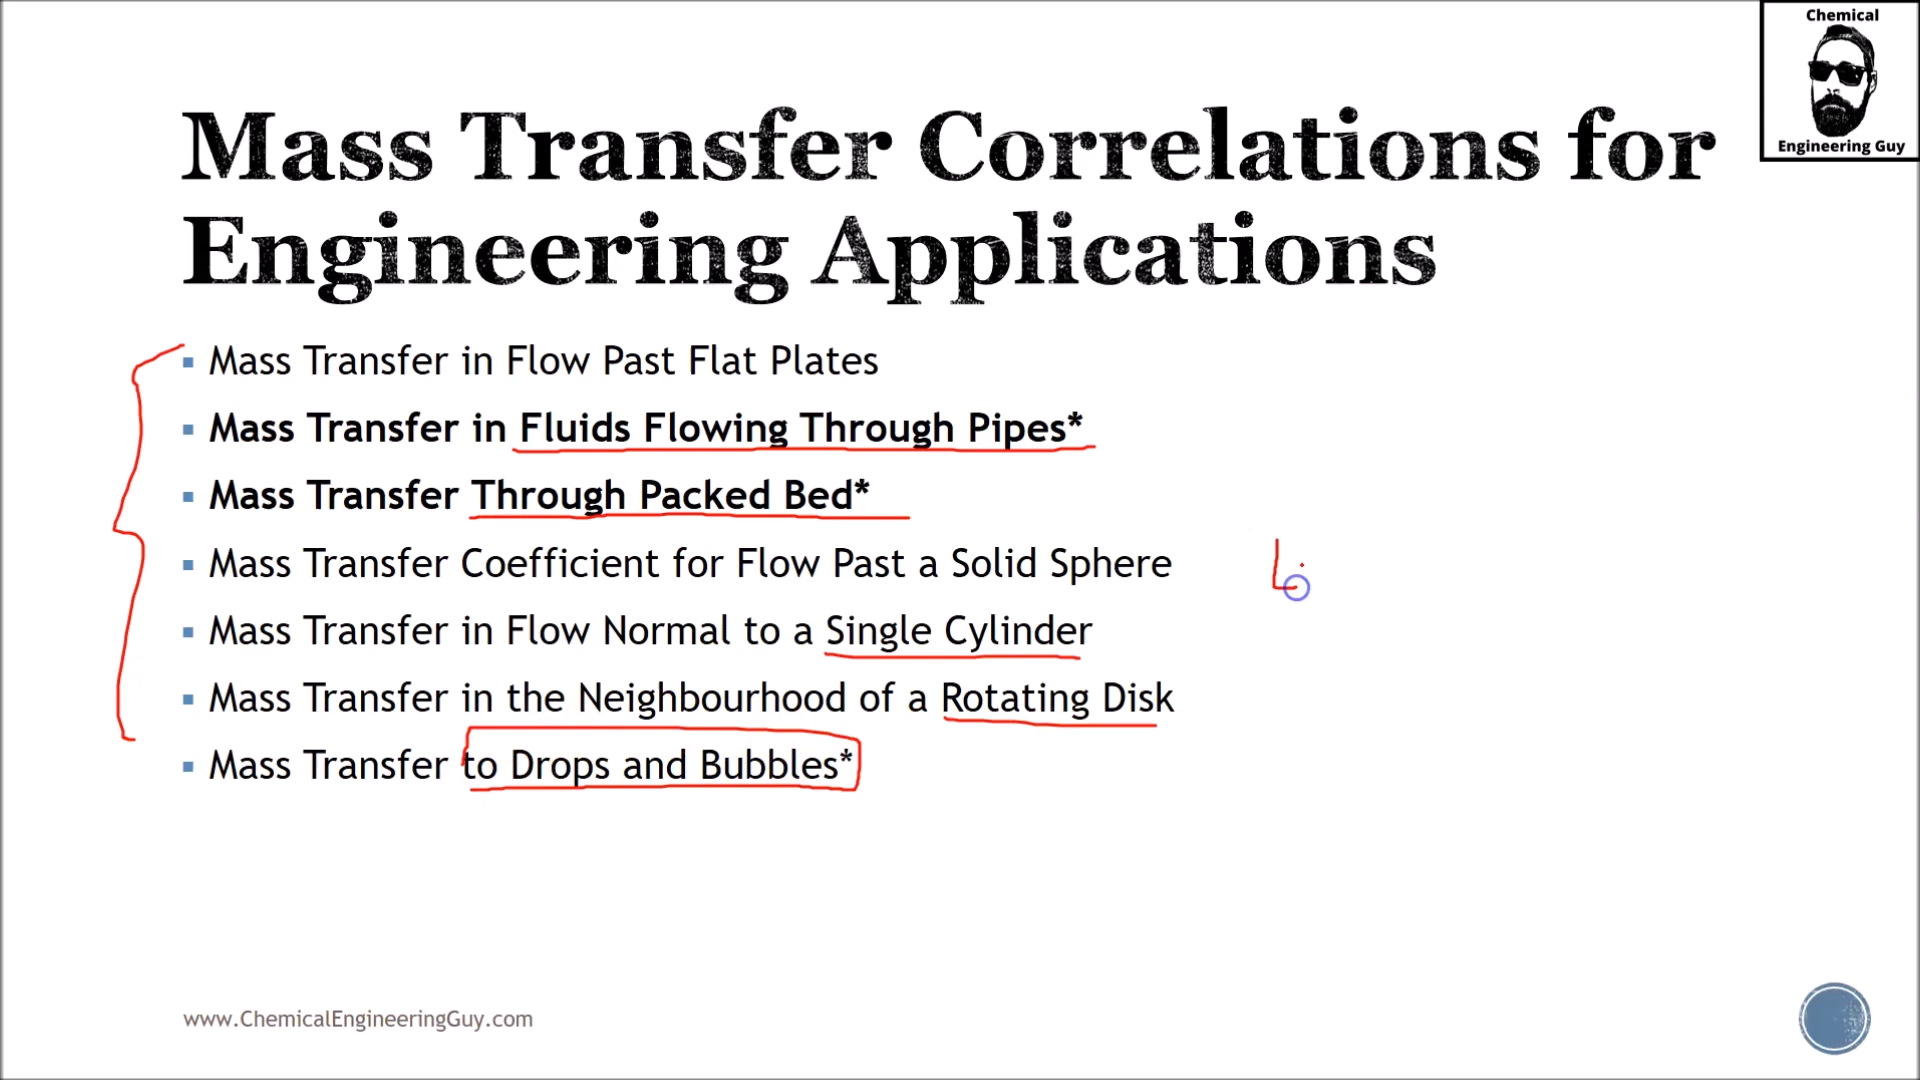 Chemical
Engineering Guy
Mass Transfer Correlations for
Engineering Applications
Mass Transfer in Flow Past Flat Plates
Mass Transfer in Fluids Flowing Through Pipes*
Mass Transfer Through Packed Bed*
Mass Transfer Coefficient for Flow Past a Solid Sphere
Mass Transfer in Flow Normal to a Single Cylinder
Mass Transfer in the Neighbourhood of a Rotating Disk
Mass Transfer to Drops and Bubbles*
www.ChemicalEngineeringGuy.com